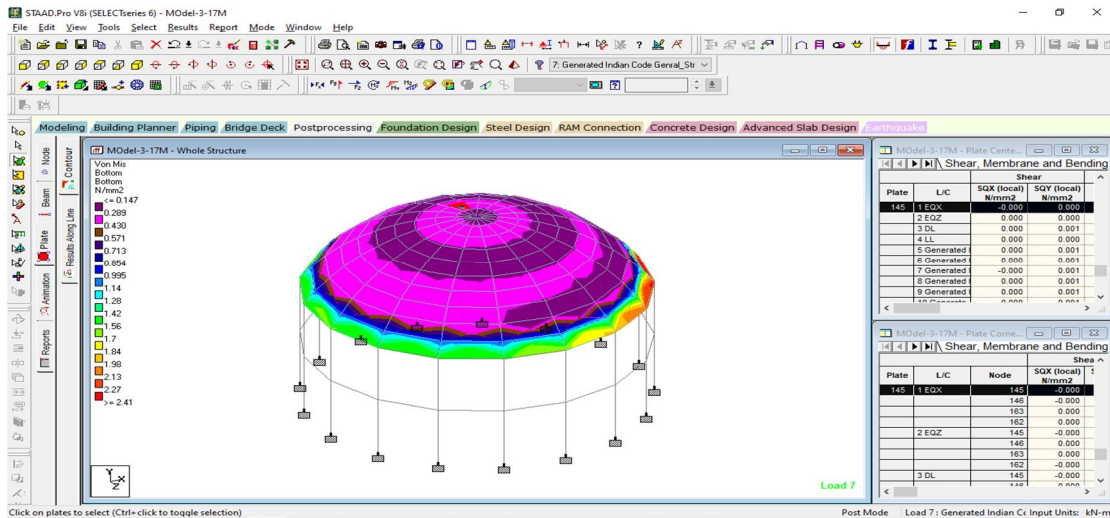 STAAD.Pro V8i (SELECTseries 6) - MOdel-3-17M
File Edit View Tools Select Results Report Mode Window Help
7: Generated Indian Code Genral_Str
Modeling Building Planner Piping Bridge Deck Postprocessing Foundation Design Steel Design RAM Connection Concrete Design Advanced Slab Design Earthquake
Node
Beam
Plate
Animation
Reports
Contour
Results Along Line
MOdel-3-17M - Whole Structure
Von Mis
Bottom
Bottom
N/mm2
<= 0.147
0.289
0.430
0.571
0.713
0.854
0.995
1.14
1.28
1.42
1.56
1.7
1.84
1.98
2.13
2.27
>= 2.41
Y
X
Z
Load 7
MOdel-3-17M - Plate Cente...
Shear, Membrane and Bending
Shear
Plate L/C SQX (local) N/mm2 SQY (local) N/mm2
145 1 EQX -0.000 0.000
2 EQZ 0.000 0.000
3 DL 0.000 0.001
4 LL 0.000 0.000
5 Generated I 0.000 0.001
6 Generated I 0.000 0.001
7 Generated I -0.000 0.001
8 Generated I 0.000 0.001
9 Generated I 0.000 0.001
MOdel-3-17M - Plate Corne...
Shear, Membrane and Bending
Shea
Plate L/C Node SQX (local) N/mm2
145 1 EQX 145 -0.000
146 -0.000
163 0.000
162 0.000
2 EQZ 145 -0.000
146 0.000
163 0.000
162 -0.000
3 DL 145 -0.000
Click on plates to select (Ctrl+click to toggle selection)
Post Mode Load 7 : Generated Indian Cc Input Units: kN-m